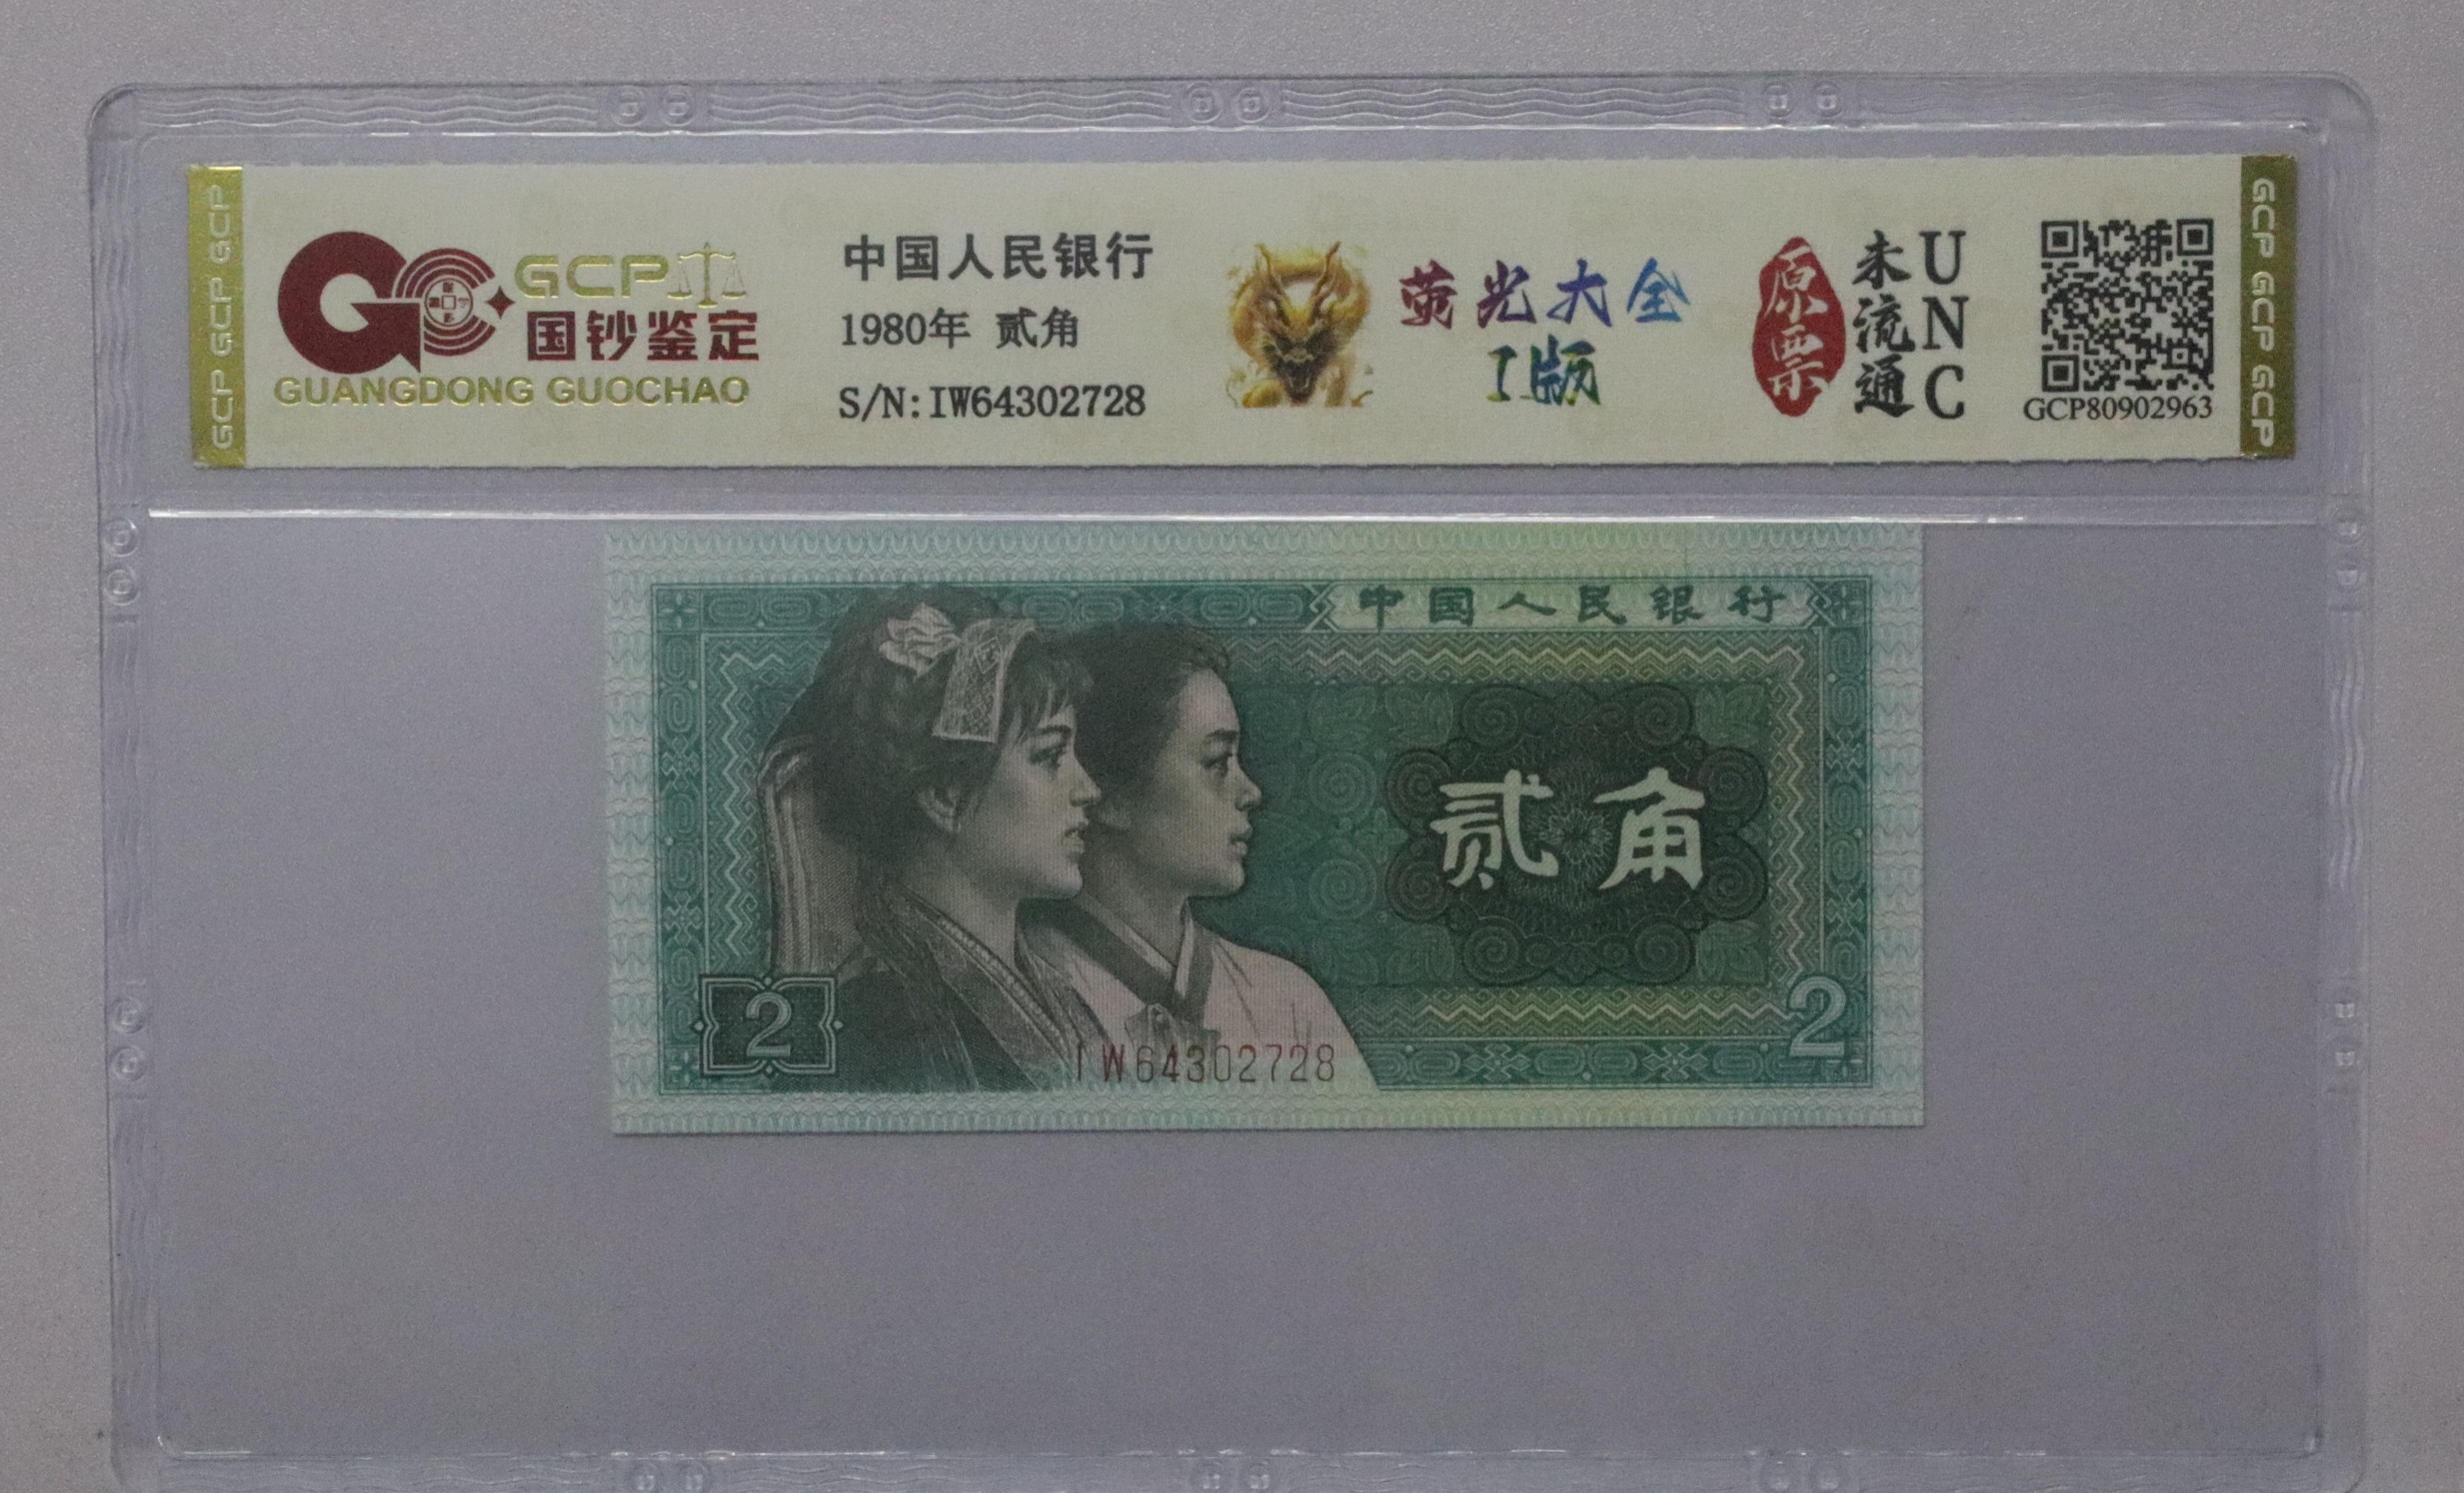 GCP GCP GCP
GCP
国钞鉴定
GUANGDONG GUOCHAO
中国人民银行
1980年 贰角
S/N:IW64302728
荧光大全
I版
原票
未流通
UNC
GCP80902963
GCP GCP GCP
中国人民银行
贰角
2
2
IW64302728